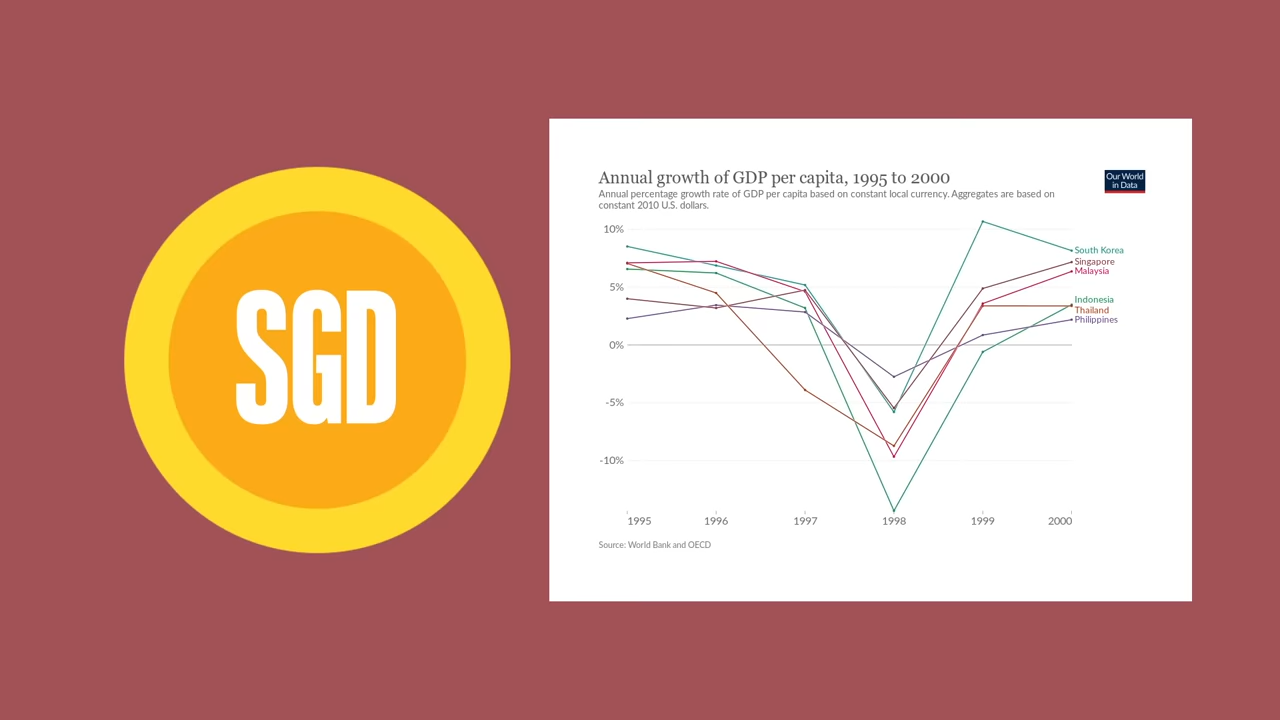 SGD
Annual growth of GDP per capita, 1995 to 2000
Annual percentage growth rate of GDP per capita based on constant local currency. Aggregates are based on
constant 2010 U.S. dollars.
Our World
in Data
10%
5%
0%
-5%
-10%
South Korea
Singapore
Malaysia
Indonesia
Thailand
Philippines
1995 1996 1997 1998 1999 2000
Source: World Bank and OECD